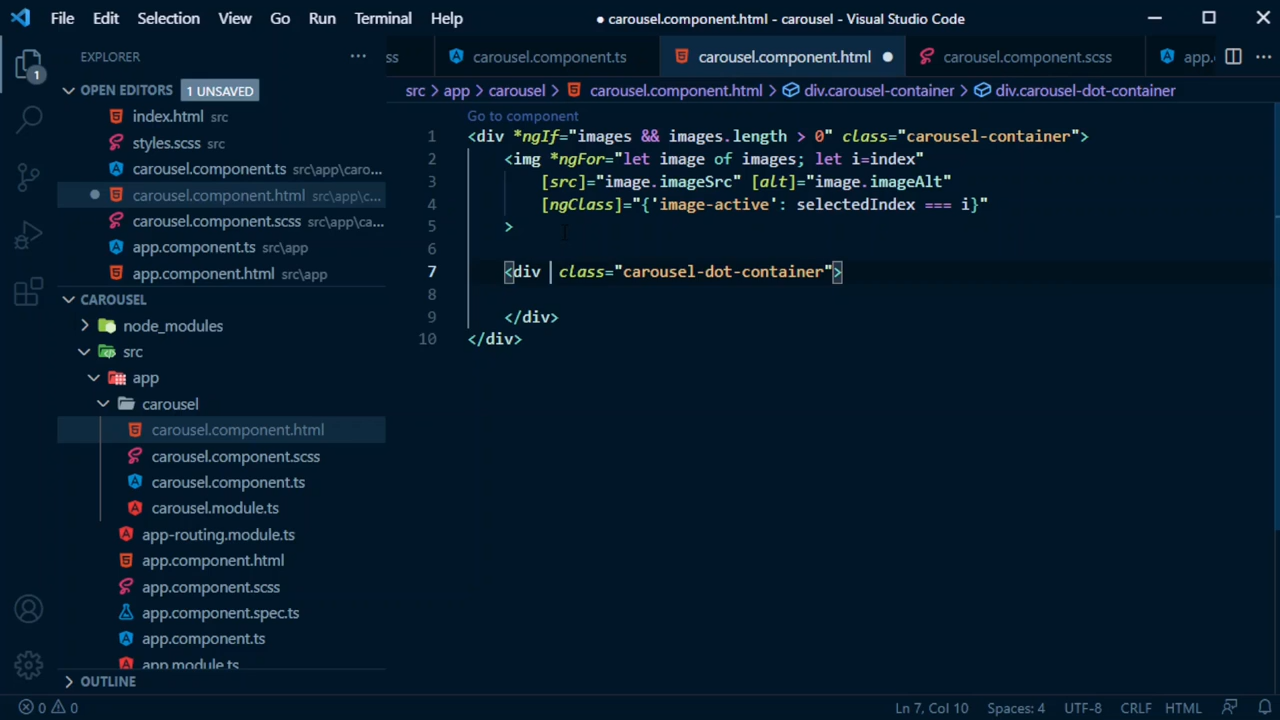 File Edit Selection View Go Run Terminal Help
● carousel.component.html - carousel - Visual Studio Code
1
EXPLORER
OPEN EDITORS 1 UNSAVED
index.html src
styles.scss src
carousel.component.ts src\app\caro...
carousel.component.html src\app\c...
carousel.component.scss src\app\ca...
app.component.ts src\app
app.component.html src\app
CAROUSEL
node_modules
src
app
carousel
carousel.component.html
carousel.component.scss
carousel.component.ts
carousel.module.ts
app-routing.module.ts
app.component.html
app.component.scss
app.component.spec.ts
app.component.ts
app.module.ts
OUTLINE
ss carousel.component.ts carousel.component.html carousel.component.scss app.
src > app > carousel > carousel.component.html > div.carousel-container > div.carousel-dot-container
Go to component
1 <div *ngIf="images && images.length > 0" class="carousel-container">
2 <img *ngFor="let image of images; let i=index"
3 [src]="image.imageSrc" [alt]="image.imageAlt"
4 [ngClass]="{'image-active': selectedIndex === i}"
5 >
6
7 <div  class="carousel-dot-container">
8
9 </div>
10 </div>
0 0 Ln 7, Col 10 Spaces: 4 UTF-8 CRLF HTML